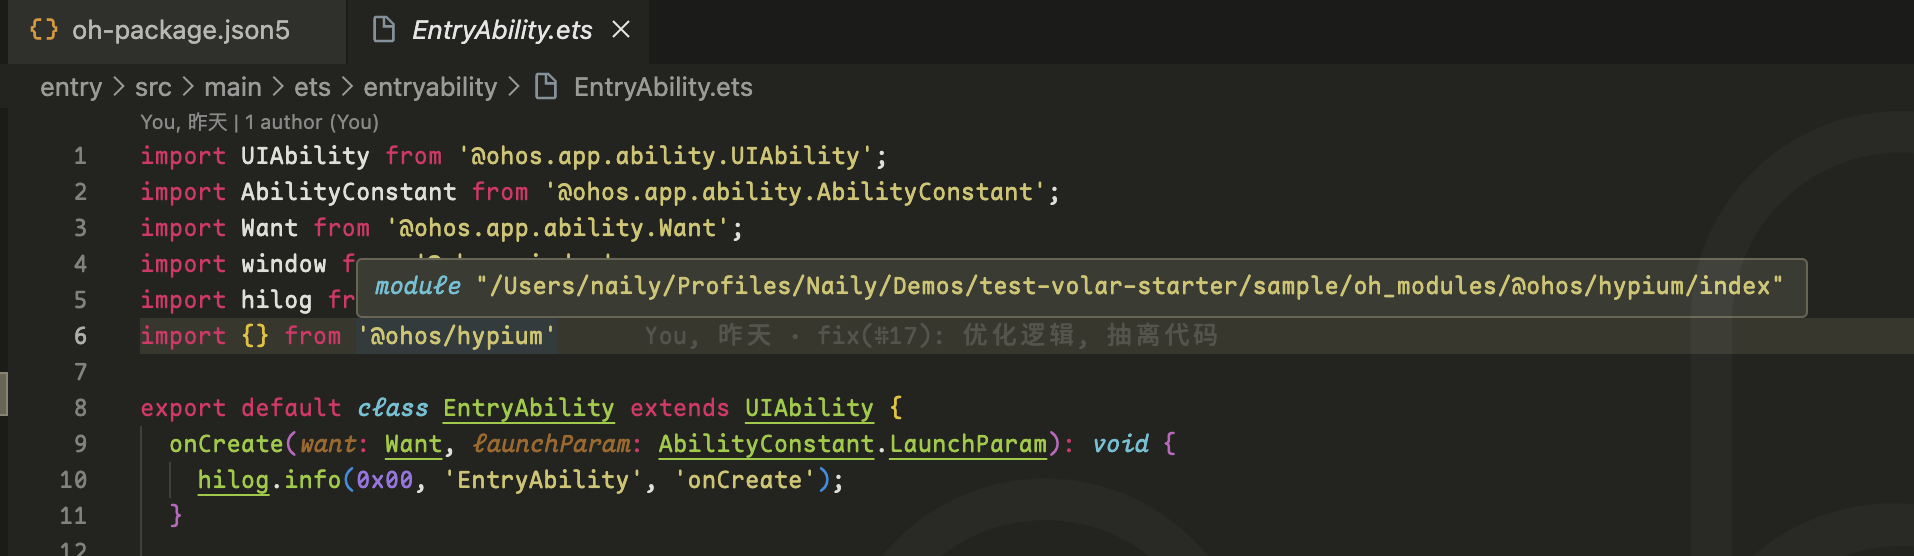 oh-package.json5
EntryAbility.ets
entry > src > main > ets > entryability > EntryAbility.ets
You, 昨天 | 1 author (You)
1 import UIAbility from '@ohos.app.ability.UIAbility';
2 import AbilityConstant from '@ohos.app.ability.AbilityConstant';
3 import Want from '@ohos.app.ability.Want';
4 import window
module "/Users/naily/Profiles/Naily/Demos/test-volar-starter/sample/oh_modules/@ohos/hypium/index"
5 import hilog fr
6 import {} from '@ohos/hypium' You, 昨天 • fix(#17): 优化逻辑, 抽离代码
7
8 export default class EntryAbility extends UIAbility {
9 onCreate(want: Want, launchParam: AbilityConstant.LaunchParam): void {
10 hilog.info(0x00, 'EntryAbility', 'onCreate');
11 }
12